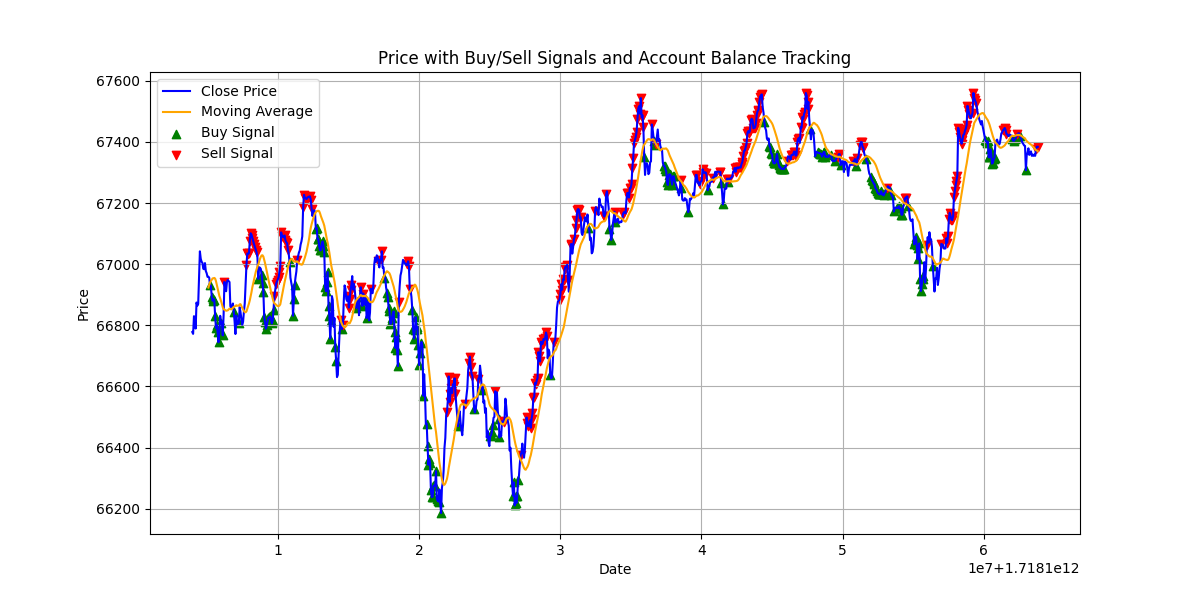 Price with Buy/Sell Signals and Account Balance Tracking
Close Price
Moving Average
Buy Signal
Sell Signal
67600
67400
67200
67000
66800
66600
66400
66200
Price
1 2 3 4 5 6
Date
1e7+1.7181e12